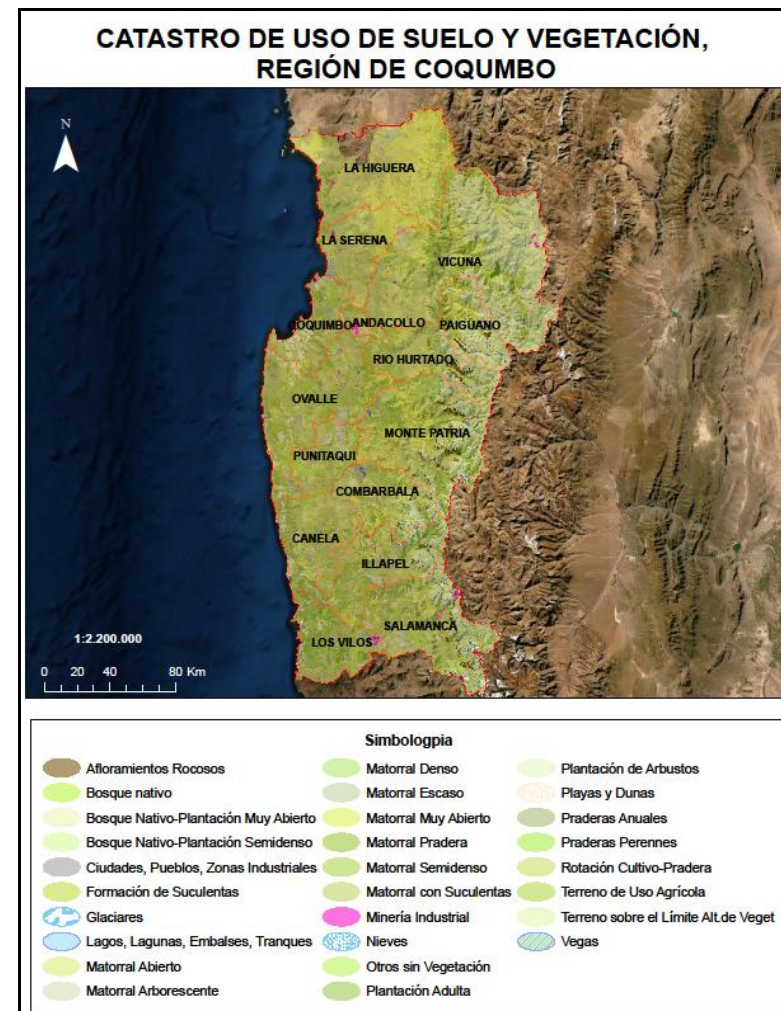 CATASTRO DE USO DE SUELO Y VEGETACIÓN,
REGIÓN DE COQUMBO
N
LA HIGUERA
LA SERENA
VICUNA
COQUIMBO
ANDACOLLO
PAIGUANO
RIO HURTADO
OVALLE
MONTE PATRIA
PUNITAQUI
COMBARBALA
CANELA
ILLAPEL
SALAMANCA
LOS VILOS
1:2.200.000
0 20 40 80 Km
Simbologpia
Afloramientos Rocosos
Bosque nativo
Bosque Nativo-Plantación Muy Abierto
Bosque Nativo-Plantación Semidenso
Ciudades, Pueblos, Zonas Industriales
Formación de Suculentas
Glaciares
Lagos, Lagunas, Embalses, Tranques
Matorral Abierto
Matorral Arborescente
Matorral Denso
Matorral Escaso
Matorral Muy Abierto
Matorral Pradera
Matorral Semidenso
Matorral con Suculentas
Minería Industrial
Nieves
Otros sin Vegetación
Plantación Adulta
Plantación de Arbustos
Playas y Dunas
Praderas Anuales
Praderas Perennes
Rotación Cultivo-Pradera
Terreno de Uso Agrícola
Terreno sobre el Límite Alt.de Veget
Vegas